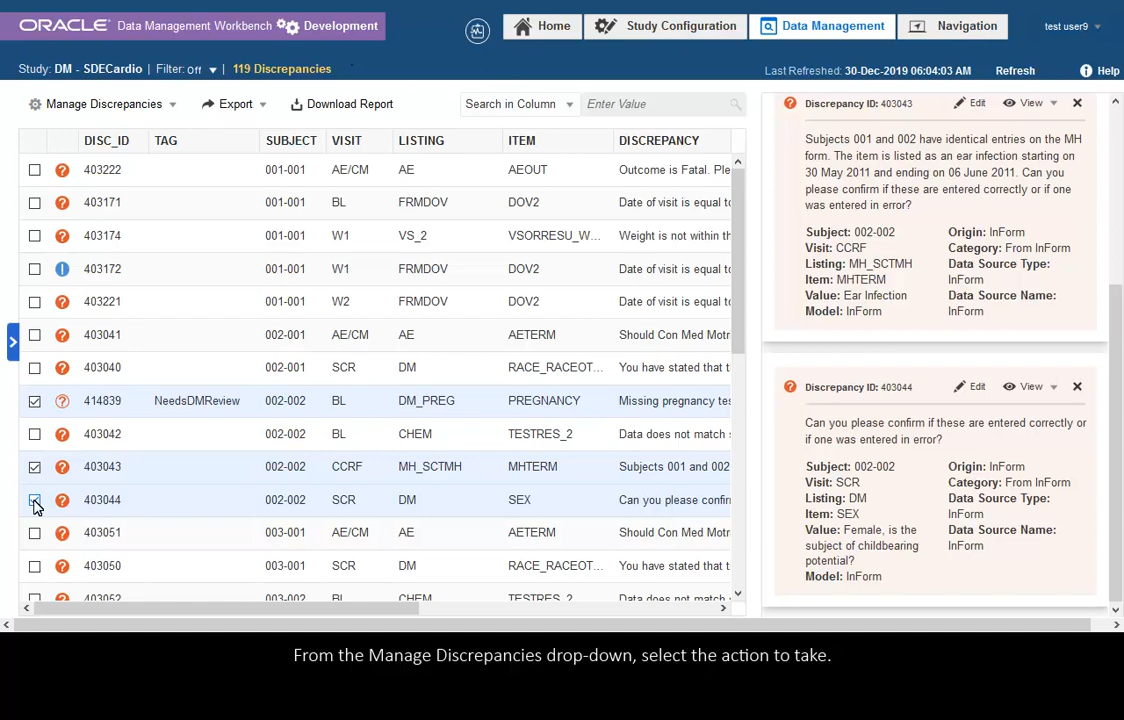 ORACLE Data Management Workbench Development
Home Study Configuration Data Management Navigation test user9
Study: DM - SDECardio | Filter: Off | 119 Discrepancies
Last Refreshed: 30-Dec-2019 06:04:03 AM Refresh Help
Manage Discrepancies Export Download Report Search in Column Enter Value
DISC_ID TAG SUBJECT VISIT LISTING ITEM DISCREPANCY
403222 001-001 AE/CM AE AEOUT Outcome is Fatal. Ple
403171 001-001 BL FRMDOV DOV2 Date of visit is equal to
403174 001-001 W1 VS_2 VSORRESU_W... Weight is not within th
403172 001-001 W1 FRMDOV DOV2 Date of visit is equal to
403221 001-001 W2 FRMDOV DOV2 Date of visit is equal to
403041 002-001 AE/CM AE AETERM Should Con Med Motr
403040 002-001 SCR DM RACE_RACEOT... You have stated that t
414839 NeedsDMReview 002-002 BL DM_PREG PREGNANCY Missing pregnancy tes
403042 002-002 BL CHEM TESTRES_2 Data does not match s
403043 002-002 CCRF MH_SCTMH MHTERM Subjects 001 and 002
403044 002-002 SCR DM SEX Can you please confir
403051 003-001 AE/CM AE AETERM Should Con Med Motr
403050 003-001 SCR DM RACE_RACEOT... You have stated that t
403052 003-002 BL CHEM TESTRES_2 Data does not match s
Discrepancy ID: 403043 Edit View
Subjects 001 and 002 have identical entries on the MH
form. The item is listed as an ear infection starting on
30 May 2011 and ending on 06 June 2011. Can you
please confirm if these are entered correctly or if one
was entered in error?
Subject: 002-002
Visit: CCRF
Listing: MH_SCTMH
Item: MHTERM
Value: Ear Infection
Model: InForm
Origin: InForm
Category: From InForm
Data Source Type:
InForm
Data Source Name:
InForm
Discrepancy ID: 403044 Edit View
Can you please confirm if these are entered correctly or
if one was entered in error?
Subject: 002-002
Visit: SCR
Listing: DM
Item: SEX
Value: Female, is the
subject of childbearing
potential?
Model: InForm
Origin: InForm
Category: From InForm
Data Source Type:
InForm
Data Source Name:
InForm
From the Manage Discrepancies drop-down, select the action to take.